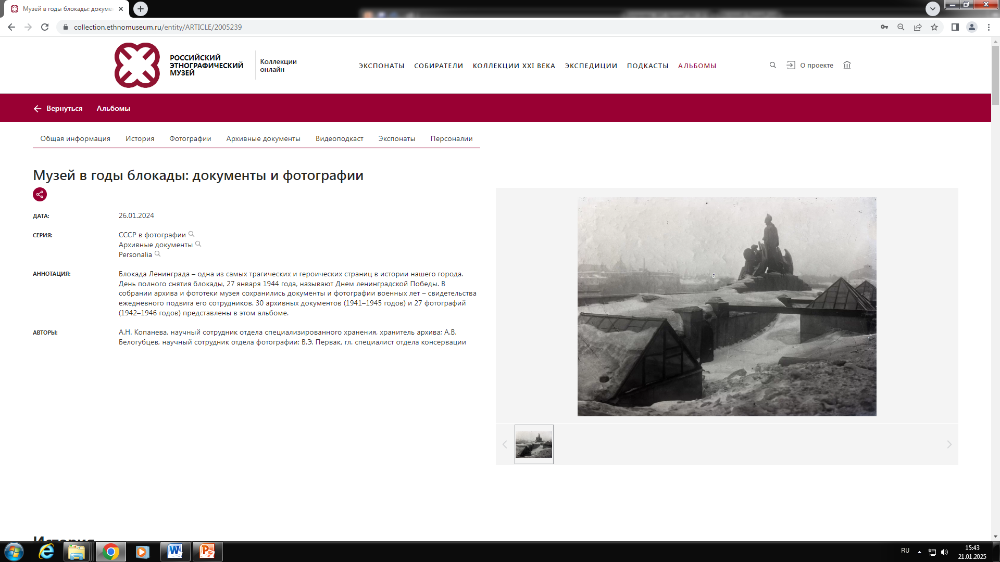 Музей в годы блокады: докуме
collection.ethnomuseum.ru/entity/ARTICLE/2005239
РОССИЙСКИЙ
ЭТНОГРАФИЧЕСКИЙ
МУЗЕЙ
Коллекции
онлайн
ЭКСПОНАТЫ СОБИРАТЕЛИ КОЛЛЕКЦИИ XXI ВЕКА ЭКСПЕДИЦИИ ПОДКАСТЫ АЛЬБОМЫ
О проекте
Вернуться Альбомы
Общая информация История Фотографии Архивные документы Видеоподкаст Экспонаты Персоналии
Музей в годы блокады: документы и фотографии
ДАТА: 26.01.2024
СЕРИЯ: СССР в фотографии
Архивные документы
Personalia
АННОТАЦИЯ: Блокада Ленинграда – одна из самых трагических и героических страниц в истории нашего города.
День полного снятия блокады, 27 января 1944 года, называют Днем ленинградской Победы. В
собрании архива и фототеки музея сохранились документы и фотографии военных лет – свидетельства
ежедневного подвига его сотрудников. 30 архивных документов (1941–1945 годов) и 27 фотографий
(1942–1946 годов) представлены в этом альбоме.
АВТОРЫ: А.Н. Копанева, научный сотрудник отдела специализированного хранения, хранитель архива; А.В.
Белогубцев, научный сотрудник отдела фотографии; В.Э. Первак, гл. специалист отдела консервации
История
RU
15:43
21.01.2025